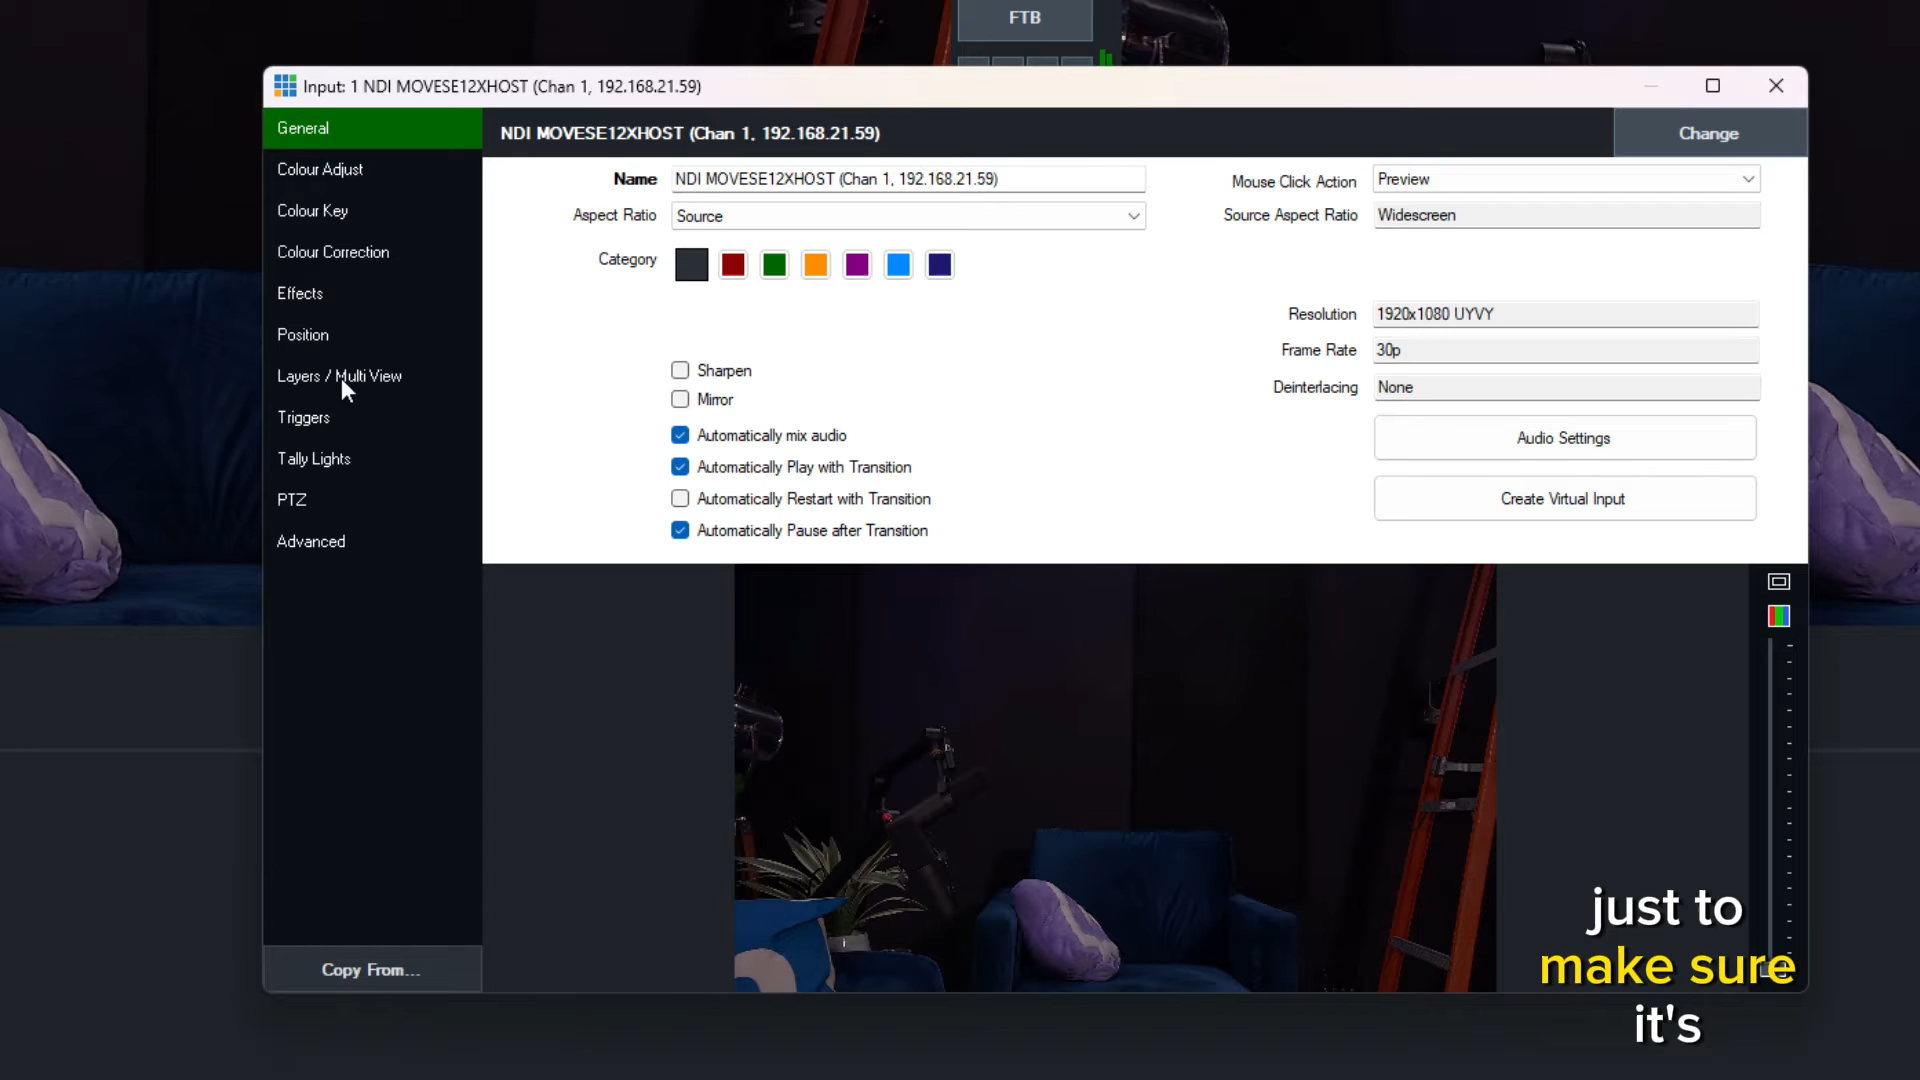 FTB
Input: 1 NDI MOVESE12XHOST (Chan 1, 192.168.21.59)
General
Colour Adjust
Colour Key
Colour Correction
Effects
Position
Layers / Multi View
Triggers
Tally Lights
PTZ
Advanced
Copy From...
NDI MOVESE12XHOST (Chan 1, 192.168.21.59)
Change
Name NDI MOVESE12XHOST (Chan 1, 192.168.21.59)
Aspect Ratio Source
Category
Sharpen
Mirror
Automatically mix audio
Automatically Play with Transition
Automatically Restart with Transition
Automatically Pause after Transition
Mouse Click Action Preview
Source Aspect Ratio Widescreen
Resolution 1920x1080 UYVY
Frame Rate 30p
Deinterlacing None
Audio Settings
Create Virtual Input
just to
make sure
it's